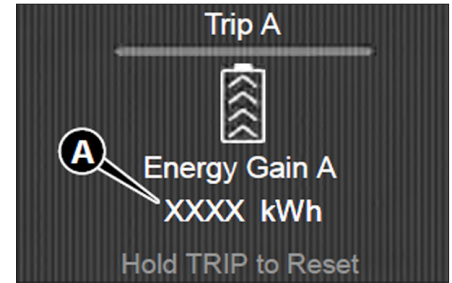 Trip A
A
Energy Gain A
XXXX kWh
Hold TRIP to Reset